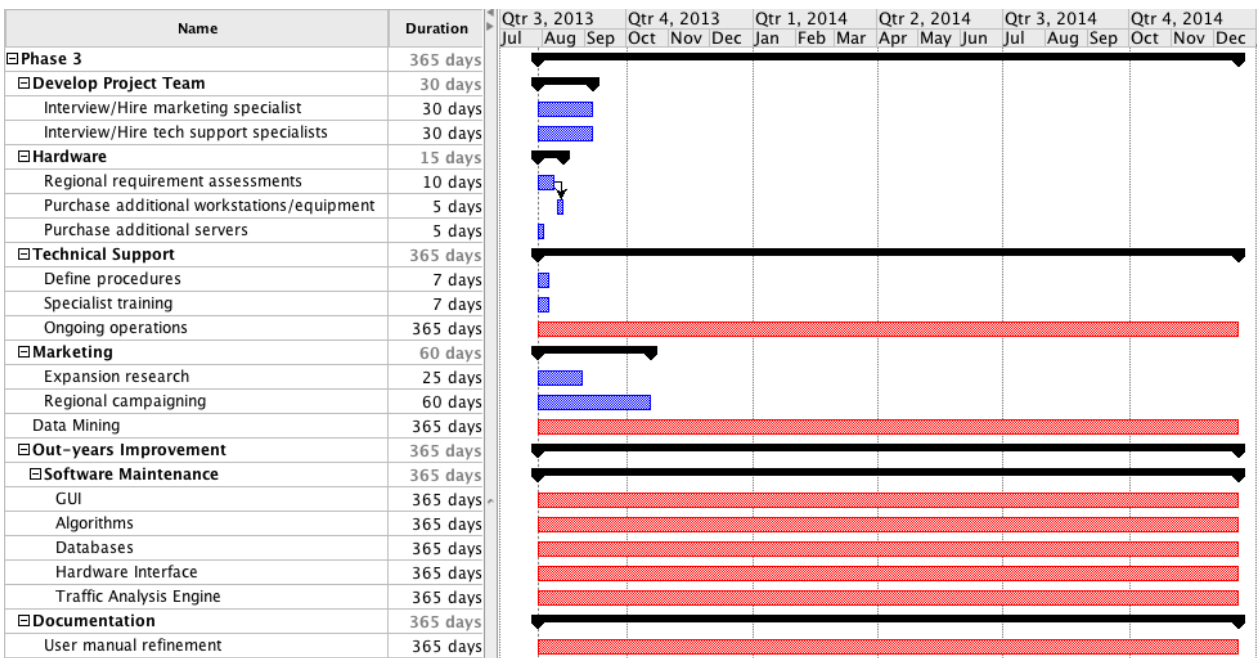 Name Duration Qtr 3, 2013 Qtr 4, 2013 Qtr 1, 2014 Qtr 2, 2014 Qtr 3, 2014 Qtr 4, 2014
Jul Aug Sep Oct Nov Dec Jan Feb Mar Apr May Jun Jul Aug Sep Oct Nov Dec
Phase 3 365 days
Develop Project Team 30 days
Interview/Hire marketing specialist 30 days
Interview/Hire tech support specialists 30 days
Hardware 15 days
Regional requirement assessments 10 days
Purchase additional workstations/equipment 5 days
Purchase additional servers 5 days
Technical Support 365 days
Define procedures 7 days
Specialist training 7 days
Ongoing operations 365 days
Marketing 60 days
Expansion research 25 days
Regional campaigning 60 days
Data Mining 365 days
Out-years Improvement 365 days
Software Maintenance 365 days
GUI 365 days
Algorithms 365 days
Databases 365 days
Hardware Interface 365 days
Traffic Analysis Engine 365 days
Documentation 365 days
User manual refinement 365 days